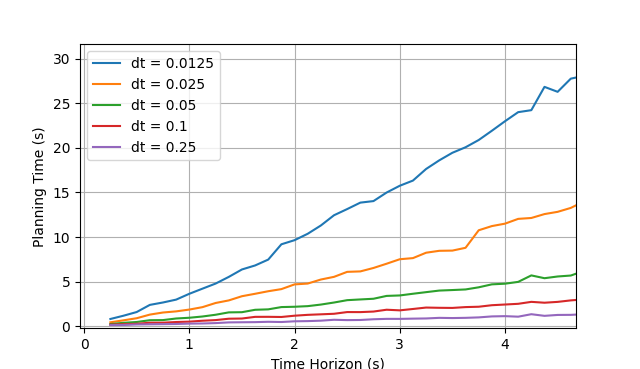 30
25
20
15
10
5
0
Planning Time (s)
dt = 0.0125
dt = 0.025
dt = 0.05
dt = 0.1
dt = 0.25
0 1 2 3 4
Time Horizon (s)